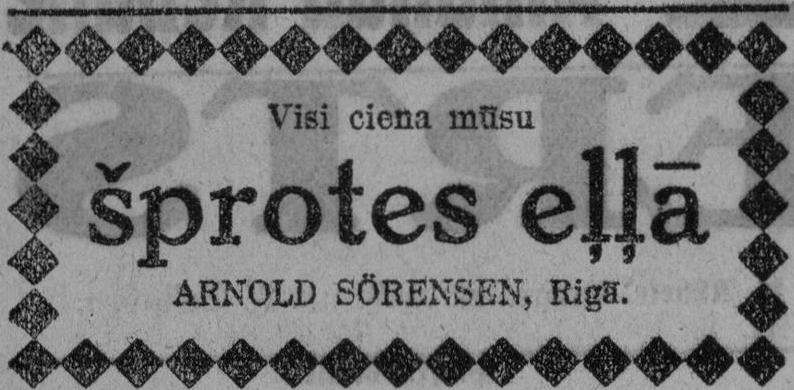 Visi ciena mūsu
šprotes eļļā
ARNOLD SÖRENSEN, Rigā.